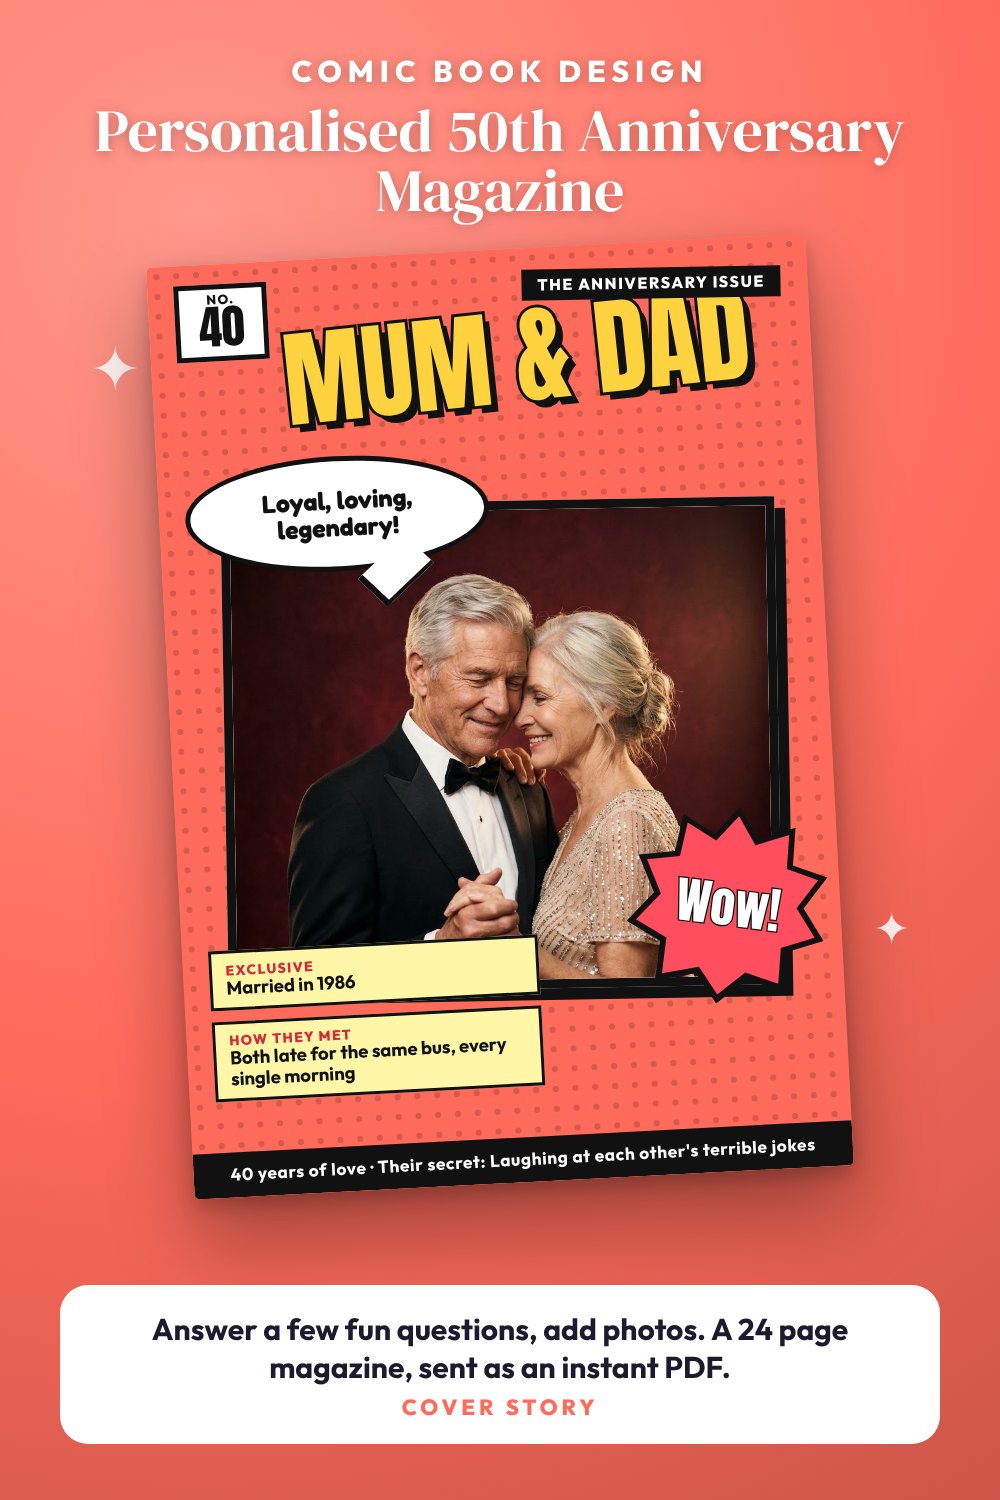 COMIC BOOK DESIGN
Personalised 50th Anniversary
Magazine
THE ANNIVERSARY ISSUE
NO.
40
MUM & DAD
Loyal, loving,
legendary!
Wow!
EXCLUSIVE
Married in 1986
HOW THEY MET
Both late for the same bus, every
single morning
40 years of love · Their secret: Laughing at each other's terrible jokes
Answer a few fun questions, add photos. A 24 page
magazine, sent as an instant PDF.
COVER STORY